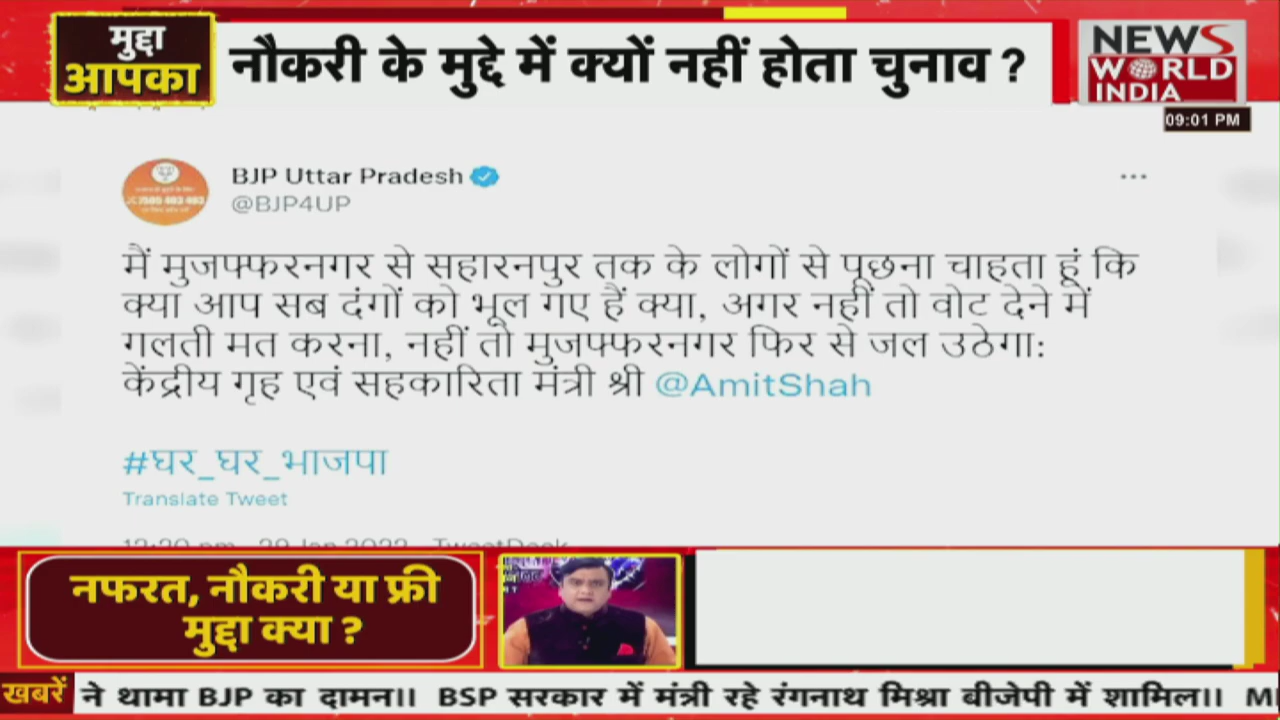 मुद्दा
आपका
नौकरी के मुद्दे में क्यों नहीं होता चुनाव ?
NEWS
WORLD
INDIA
09:01 PM
BJP Uttar Pradesh
@BJP4UP
मैं मुजफ्फरनगर से सहारनपुर तक के लोगों से पूछना चाहता हूं कि
क्या आप सब दंगों को भूल गए हैं क्या, अगर नहीं तो वोट देने में
गलती मत करना, नहीं तो मुजफ्फरनगर फिर से जल उठेगा:
केंद्रीय गृह एवं सहकारिता मंत्री श्री @AmitShah
#घर_घर_भाजपा
Translate Tweet
नफरत, नौकरी या फ्री
मुद्दा क्या ?
खबरें ने थामा BJP का दामन।। BSP सरकार में मंत्री रहे रंगनाथ मिश्रा बीजेपी में शामिल।। M